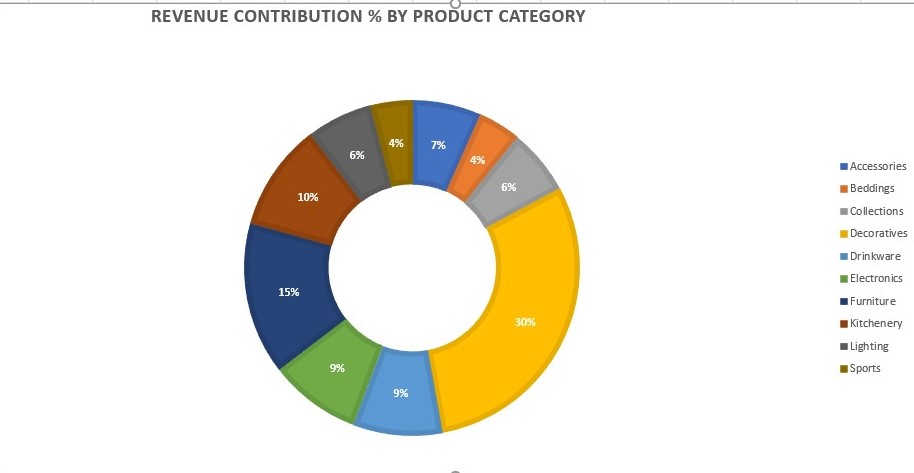 REVENUE CONTRIBUTION % BY PRODUCT CATEGORY
4%
7%
6%
4%
6%
10%
15%
30%
9%
9%
Accessories
Beddings
Collections
Decoratives
Drinkware
Electronics
Furniture
Kitchenery
Lighting
Sports